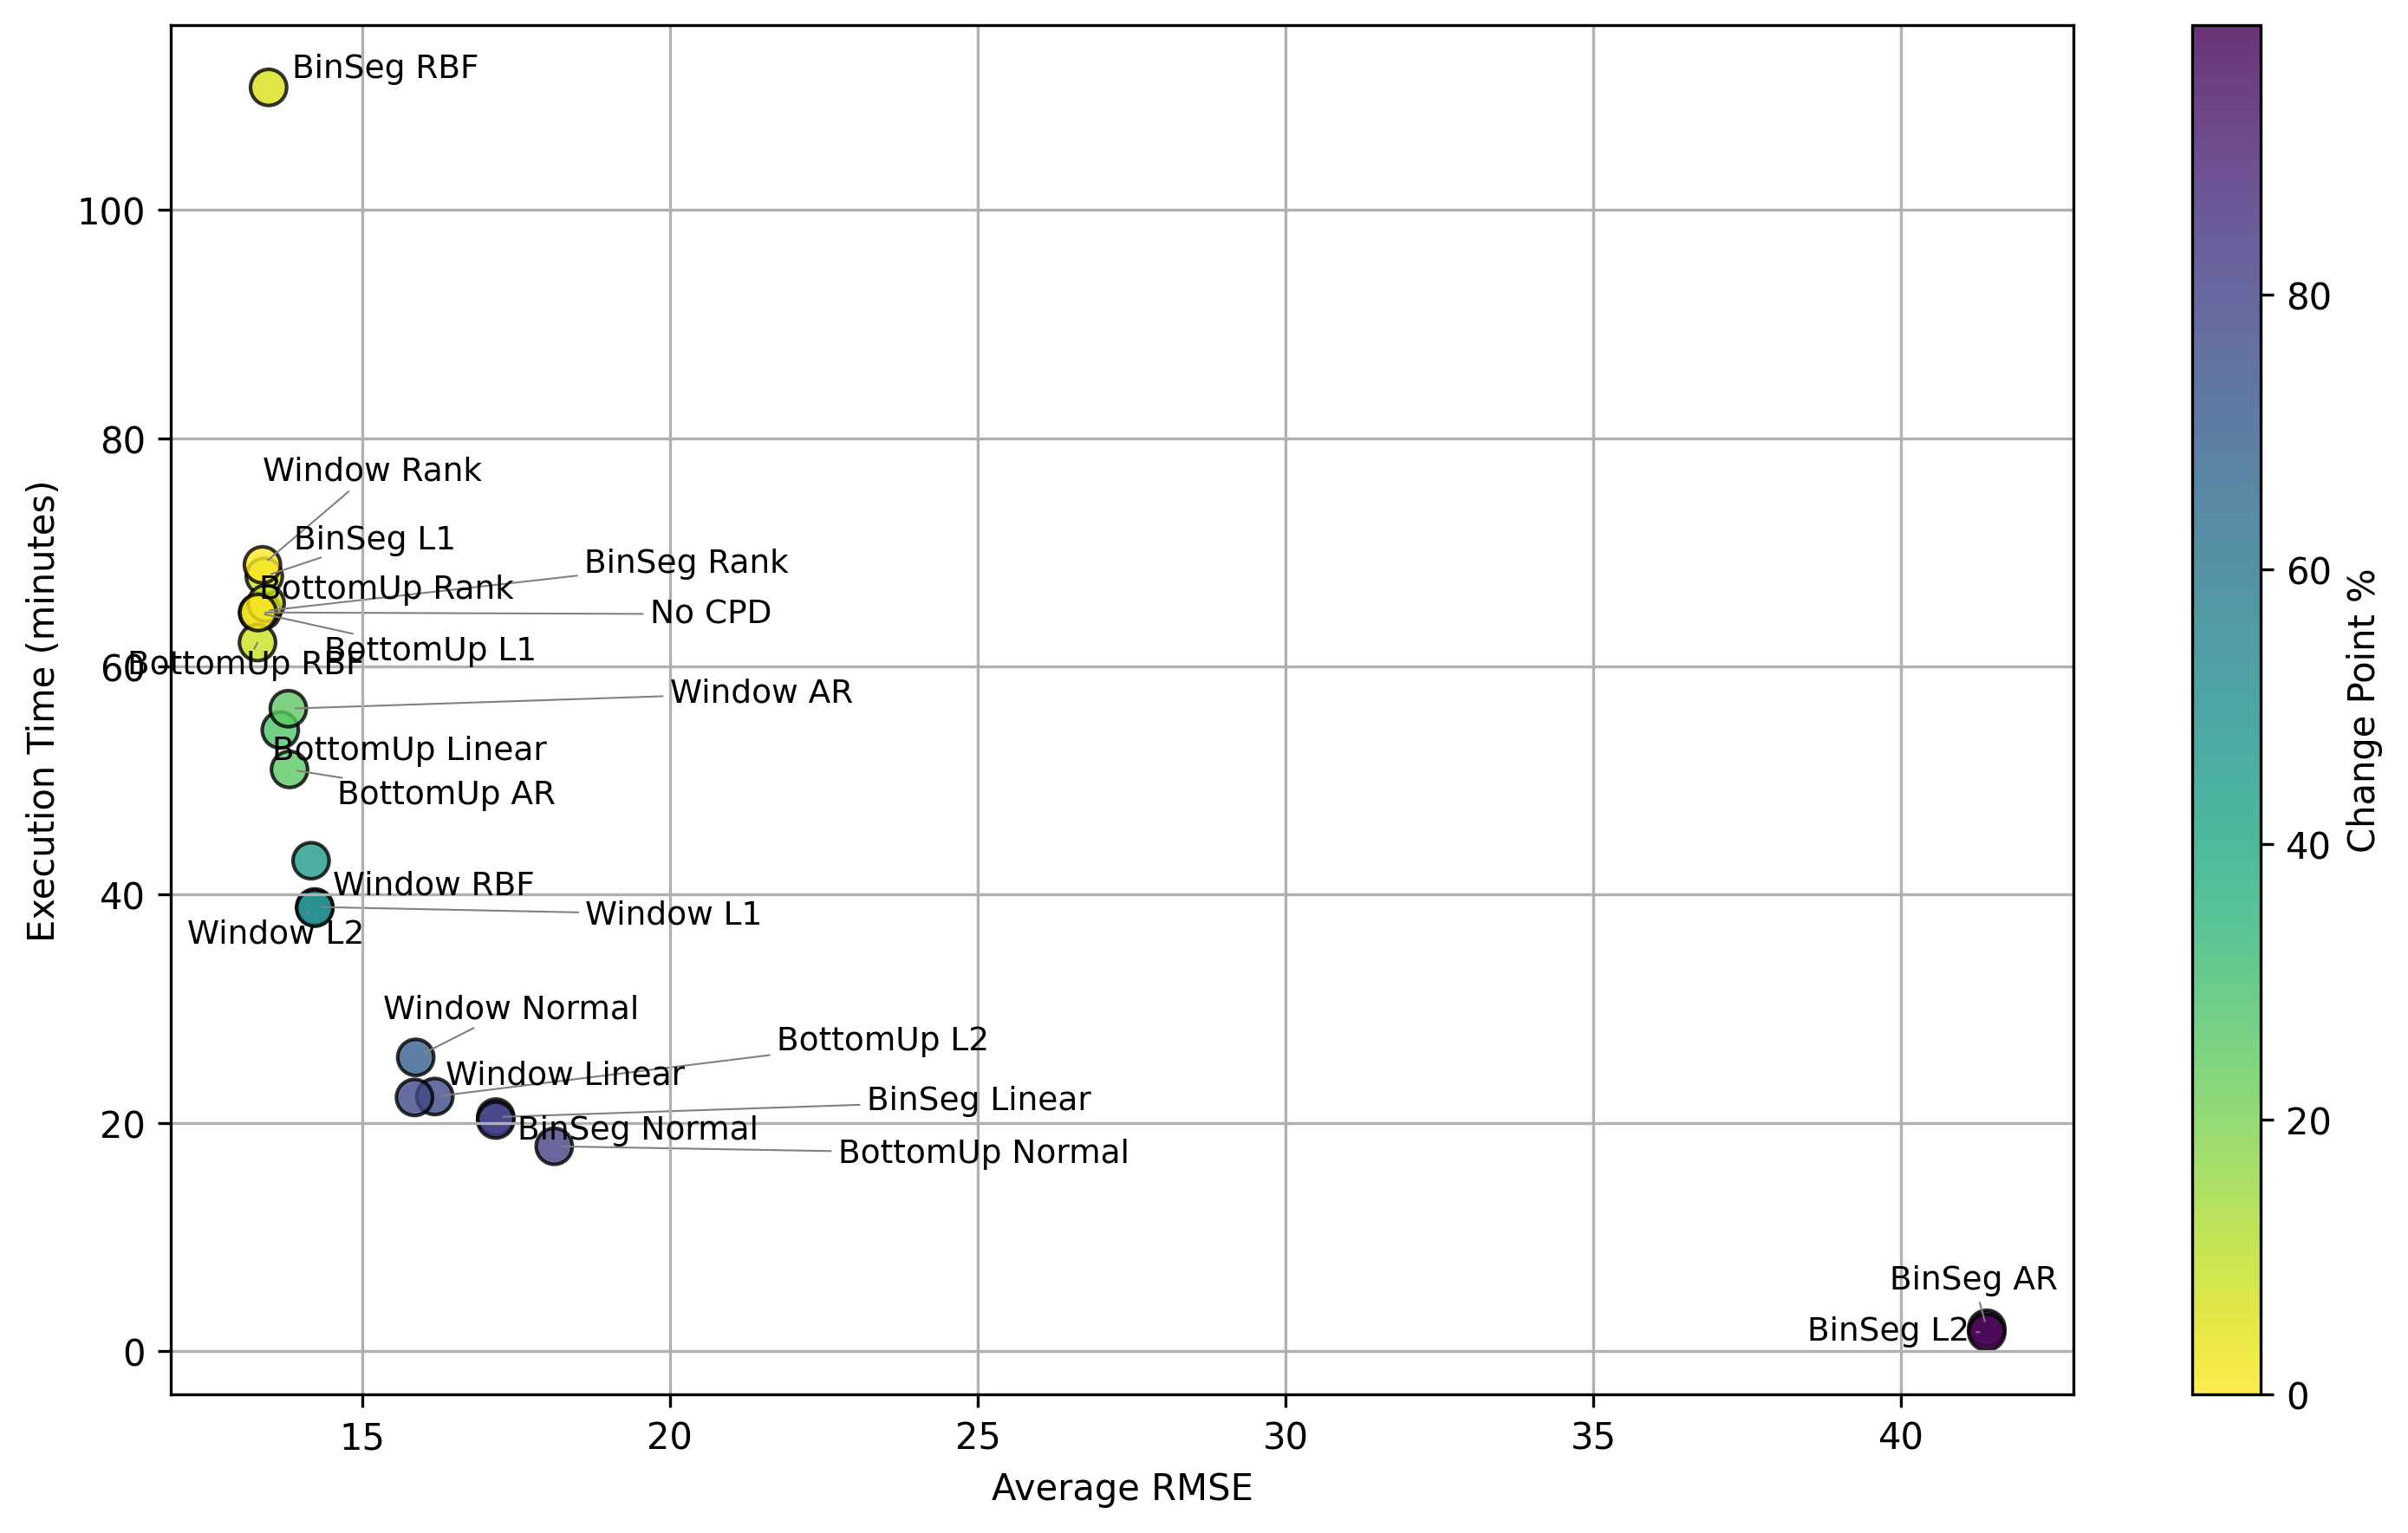 BinSeg RBF
100
80
Window Rank
BinSeg L1
BinSeg Rank
BottomUp Rank
No CPD
BottomUp L1
BottomUp RBF
60
Window AR
BottomUp Linear
BottomUp AR
Window RBF
40
Window L1
Window L2
Window Normal
BottomUp L2
Window Linear
BinSeg Linear
20
BinSeg Normal
BottomUp Normal
BinSeg AR
BinSeg L2
0
15
20
25
30
35
40
Average RMSE
Execution Time (minutes)
80
60
40
20
0
Change Point %